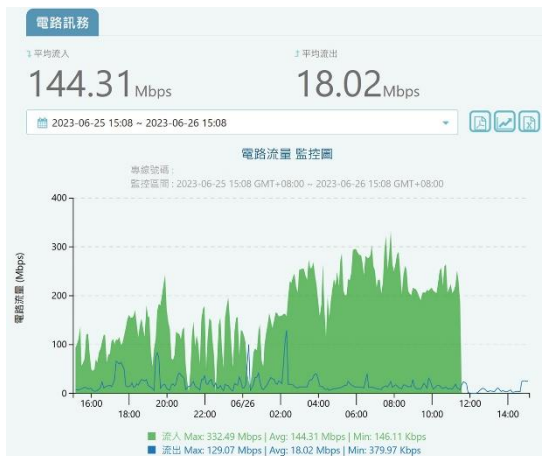 電路訊務
平均流入
平均流出
144.31 Mbps
18.02 Mbps
2023-06-25 15:08 ~ 2023-06-26 15:08
電路流量 監控圖
專線號碼 :
監控區間 : 2023-06-25 15:08 GMT+08:00 ~ 2023-06-26 15:08 GMT+08:00
電路流量 (Mbps)
400
300
200
100
0
16:00
18:00
20:00
22:00
06/26
02:00
04:00
06:00
08:00
10:00
12:00
14:00
流入 Max: 332.49 Mbps | Avg: 144.31 Mbps | Min: 146.11 Kbps
流出 Max: 129.07 Mbps | Avg: 18.02 Mbps | Min: 379.97 Kbps